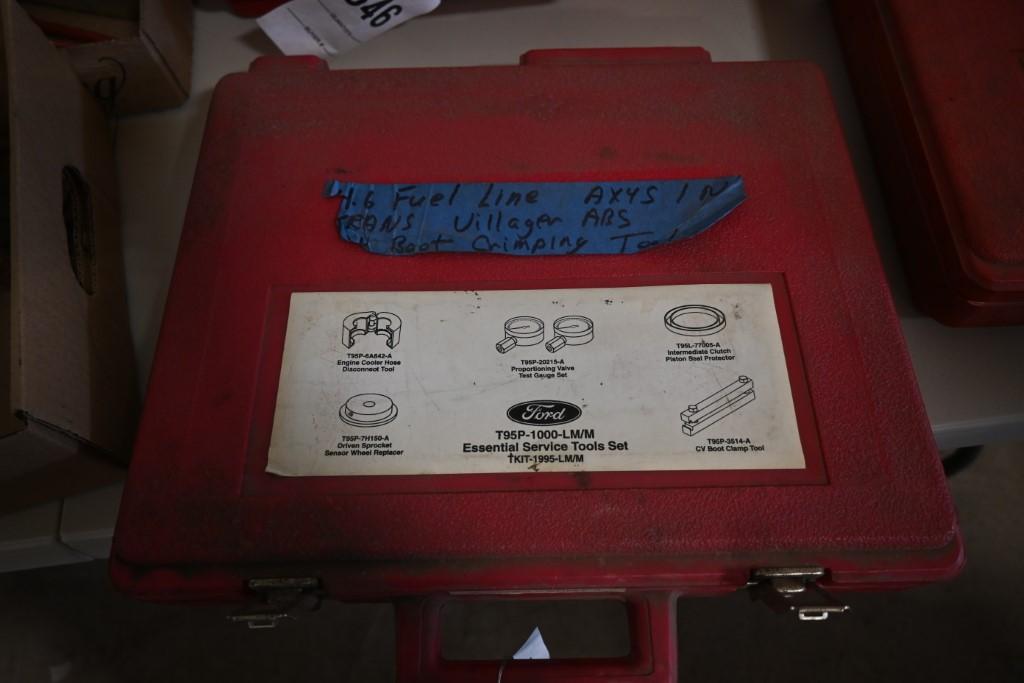 46
4.6 Fuel Line AX4S IN
TRANS Villager ABS
Boot Crimping Tool
T95P-6A642-A
Engine Cooler Hose
Disconnect Tool
T95P-20215-A
Proportioning Valve
Test Gauge Set
T95L-77005-A
Intermediate Clutch
Piston Seal Protector
T95P-7H150-A
Driven Sprocket
Sensor Wheel Replacer
Ford
T95P-1000-LM/M
Essential Service Tools Set
†KIT-1995-LM/M
T95P-3514-A
CV Boot Clamp Tool